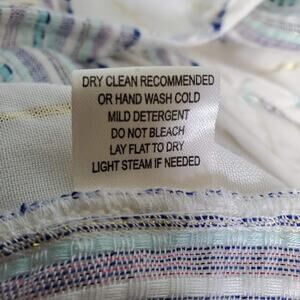 DRY CLEAN RECOMMENDED
OR HAND WASH COLD
MILD DETERGENT
DO NOT BLEACH
LAY FLAT TO DRY
LIGHT STEAM IF NEEDED